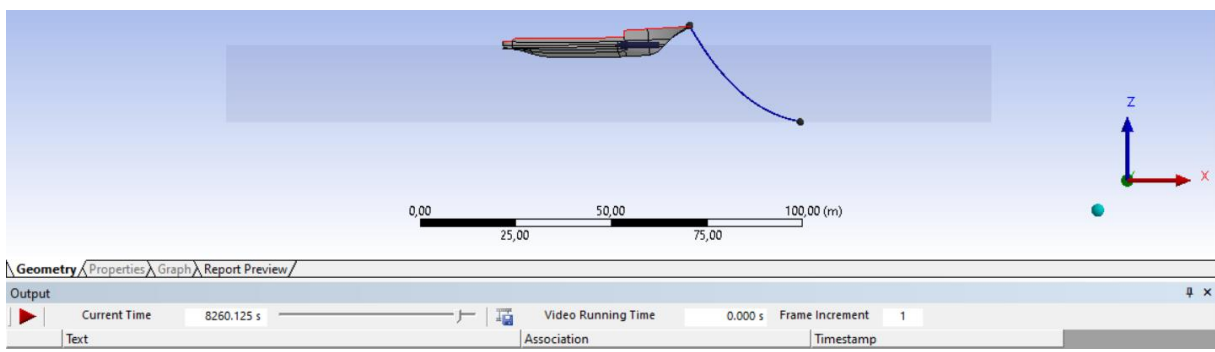 Z
X
0,00 50,00 100,00 (m)
25,00 75,00
Geometry Properties Graph Report Preview
Output
Current Time 8260.125 s Video Running Time 0.000 s Frame Increment 1
Text Association Timestamp